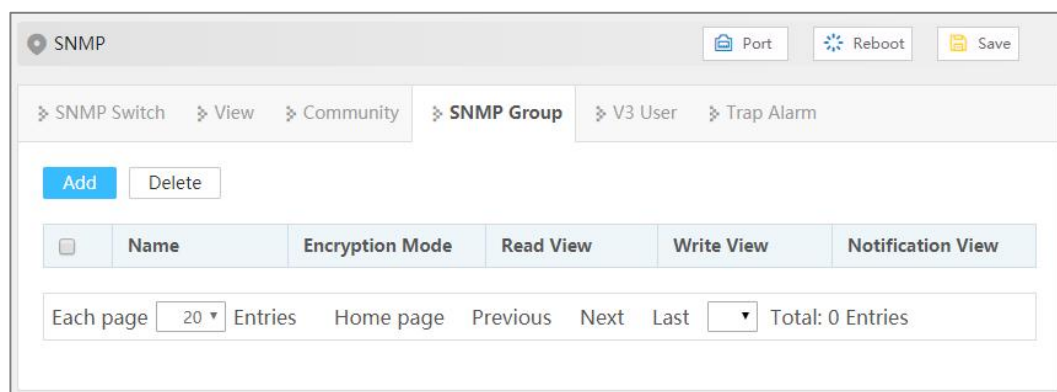 SNMP Port Reboot Save
SNMP Switch View Community SNMP Group V3 User Trap Alarm
Add Delete
Name Encryption Mode Read View Write View Notification View
Each page 20 Entries Home page Previous Next Last Total: 0 Entries